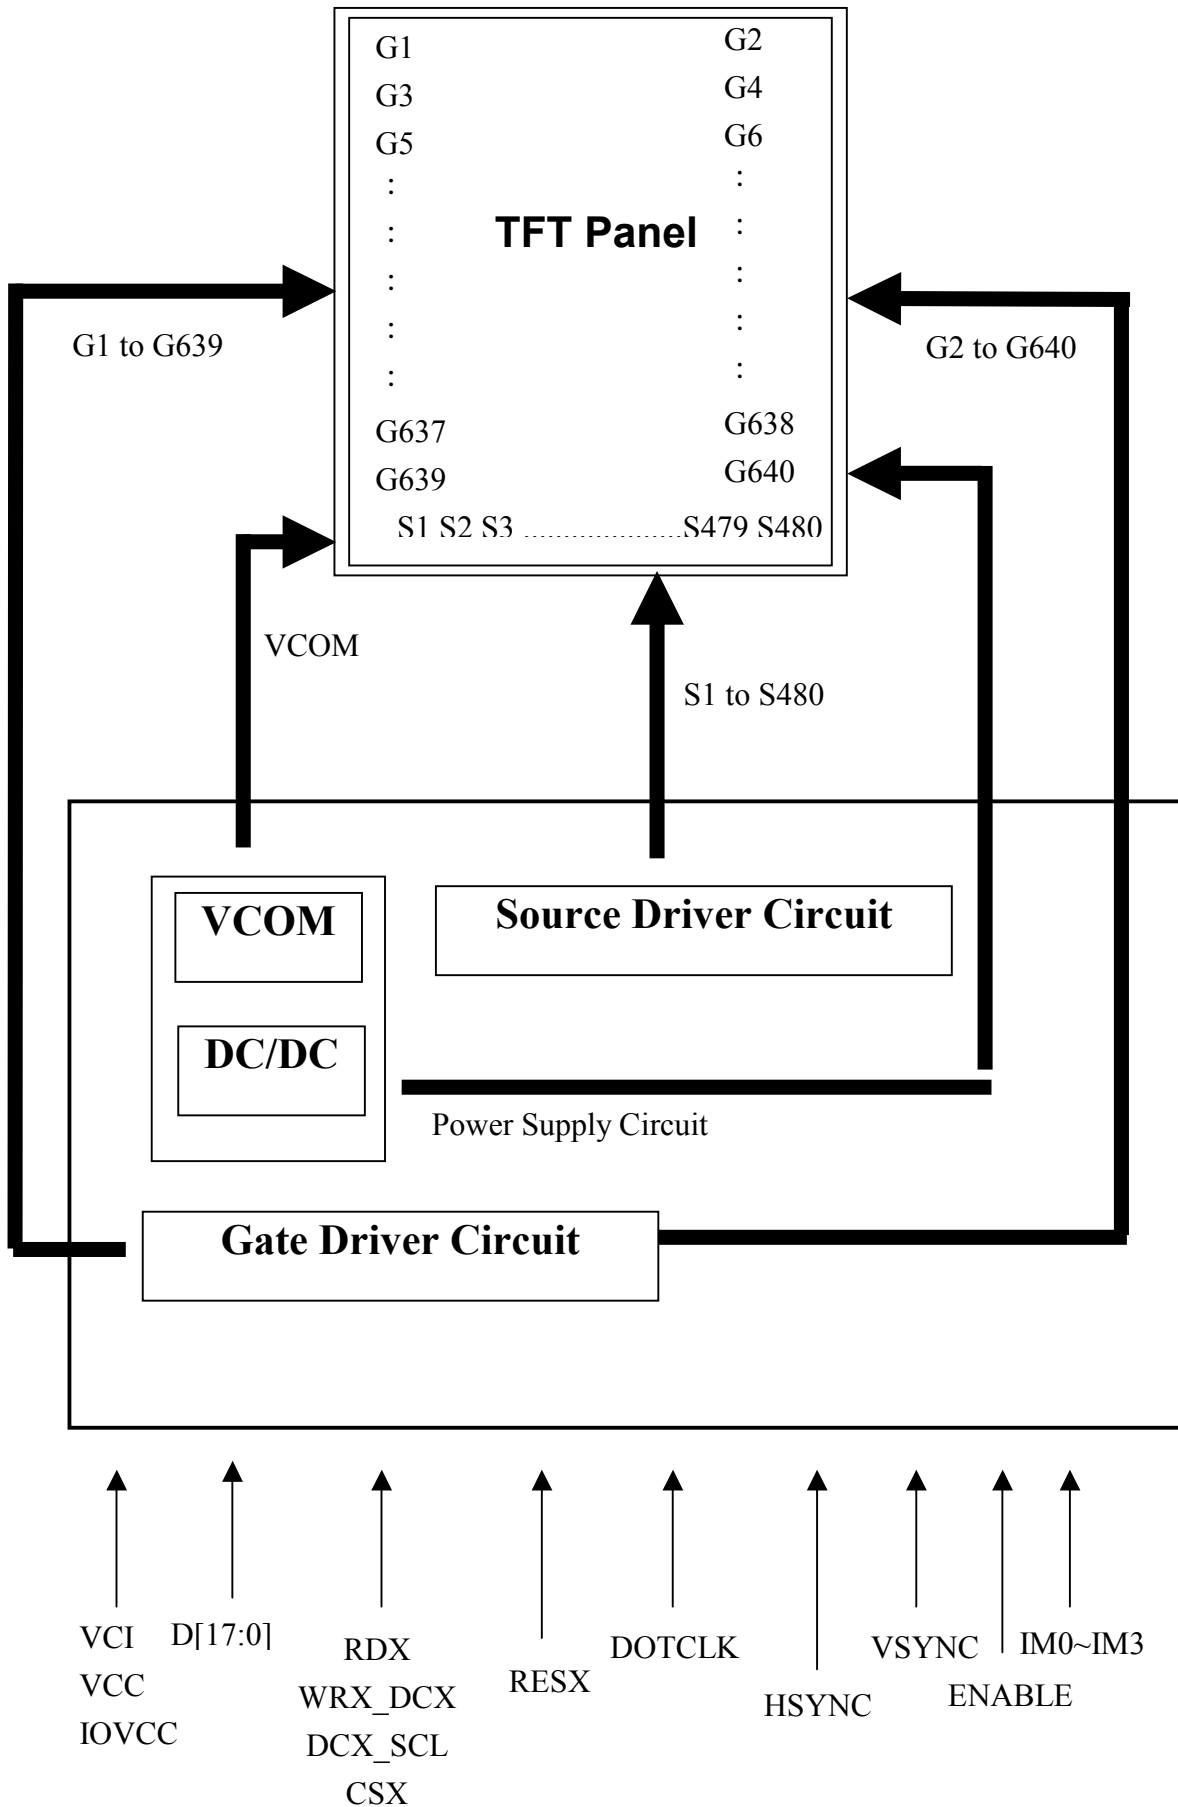 G1 G2
G3 G4
G5 G6
: :
: :
TFT Panel
: :
: :
: :
G1 to G639
G2 to G640
G637 G638
G639 G640
S1 S2 S3 ....................S479 S480
VCOM
S1 to S480
VCOM
Source Driver Circuit
DC/DC
Power Supply Circuit
Gate Driver Circuit
VCI
VCC
IOVCC
D[17:0]
RDX
WRX_DCX
DCX_SCL
CSX
RESX
DOTCLK
HSYNC
VSYNC
ENABLE
IM0~IM3